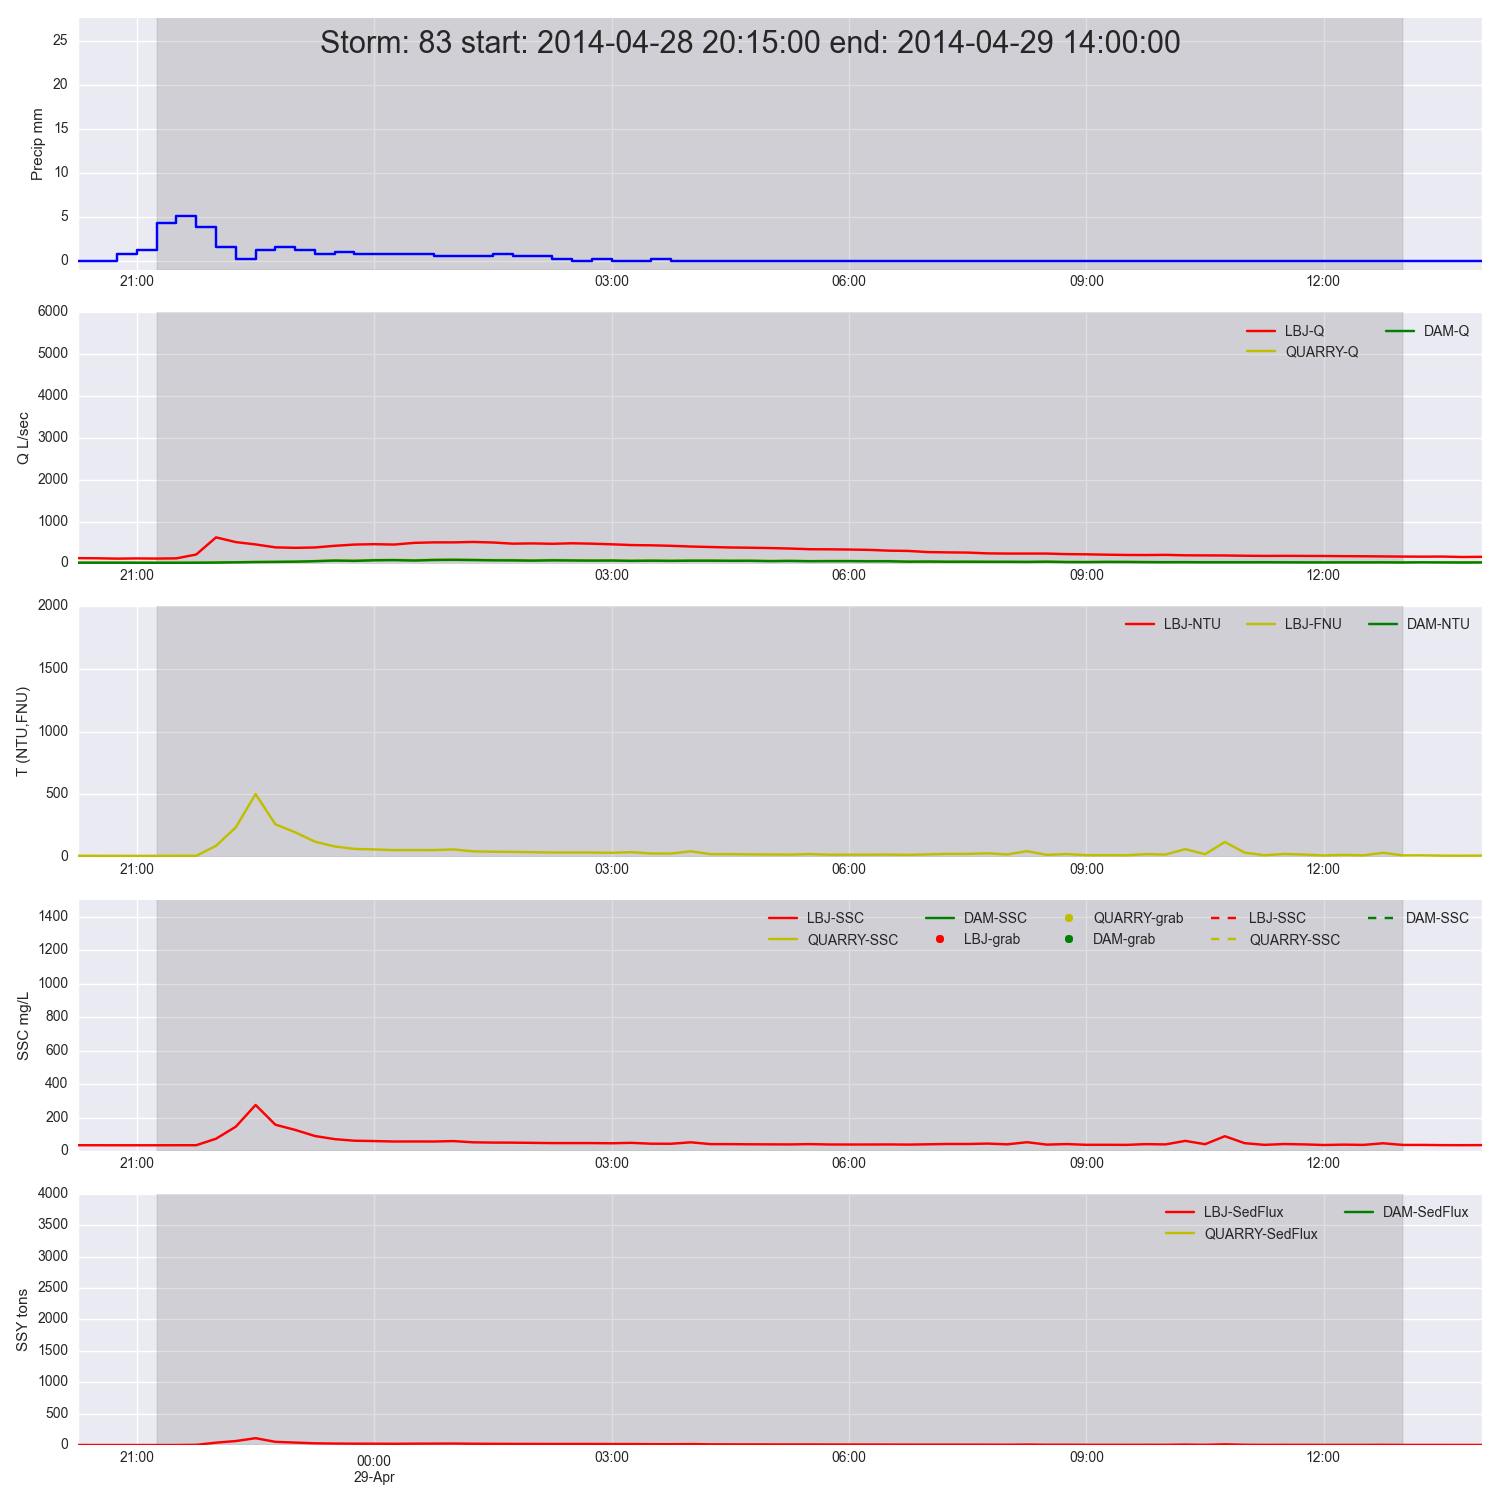 Storm: 83 start: 2014-04-28 20:15:00 end: 2014-04-29 14:00:00
Precip mm
25
20
15
10
5
0
21:00 03:00 06:00 09:00 12:00
Q L/sec
6000
5000
4000
3000
2000
1000
0
LBJ-Q DAM-Q
QUARRY-Q
21:00 03:00 06:00 09:00 12:00
T (NTU,FNU)
2000
1500
1000
500
0
LBJ-NTU LBJ-FNU DAM-NTU
21:00 03:00 06:00 09:00 12:00
SSC mg/L
1400
1200
1000
800
600
400
200
0
LBJ-SSC DAM-SSC QUARRY-grab LBJ-SSC DAM-SSC
QUARRY-SSC LBJ-grab DAM-grab QUARRY-SSC
21:00 03:00 06:00 09:00 12:00
SSY tons
4000
3500
3000
2500
2000
1500
1000
500
0
LBJ-SedFlux DAM-SedFlux
QUARRY-SedFlux
21:00 00:00 03:00 06:00 09:00 12:00
29-Apr